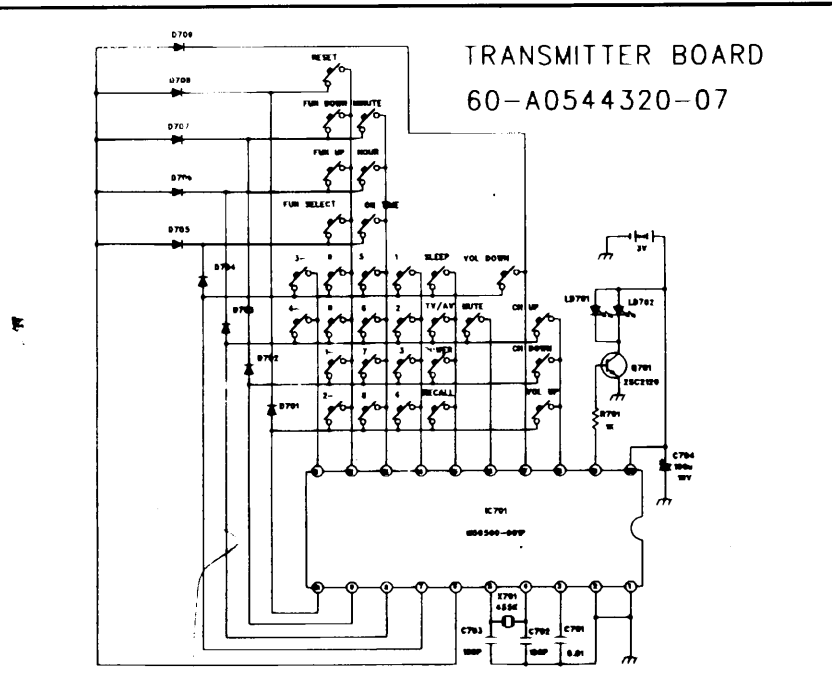 TRANSMITTER BOARD
60-A0544320-07
D709
RESET
D708
FUN DOWN MINUTE
D707
FUN UP HOUR
D706
FUN SELECT ON TIME
D705
3V
D704
3- 5 1 SLEEP VOL DOWN
LD701 LD702
D703
4- 6 2 TV/AV MUTE CH UP
D702
1- 7 3 POWER CH DOWN
Q701
2SC2120
D701
2- 8 4 RECALL VOL UP
R701
1K
C704
100u
10V
IC701
X701
455K
C703 C702 C701
100P 100P 0.01